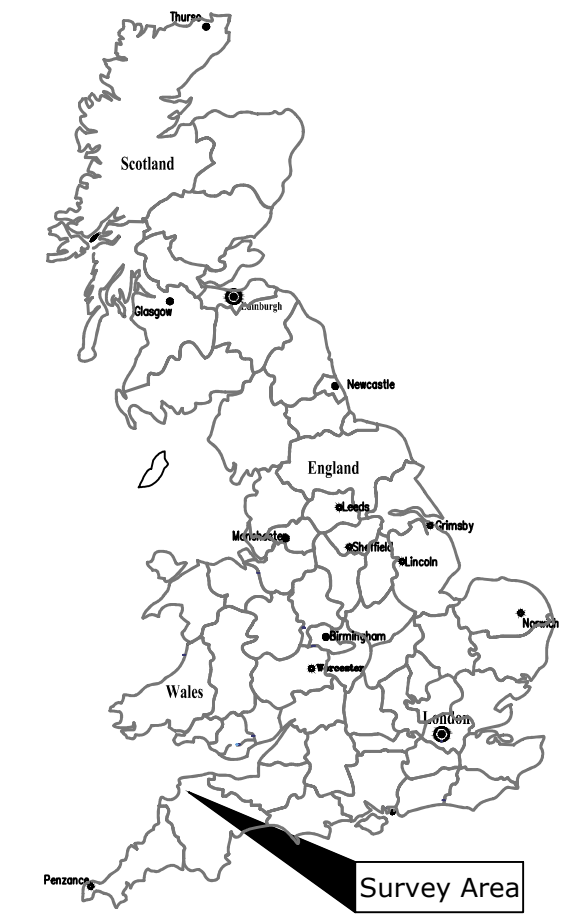 Thurso
Scotland
Edinburgh
Glasgow
Newcastle
England
Leeds
Grimsby
Manchester
Sheffield
Lincoln
Norwich
Birmingham
Worcester
Wales
London
Penzance
Survey Area